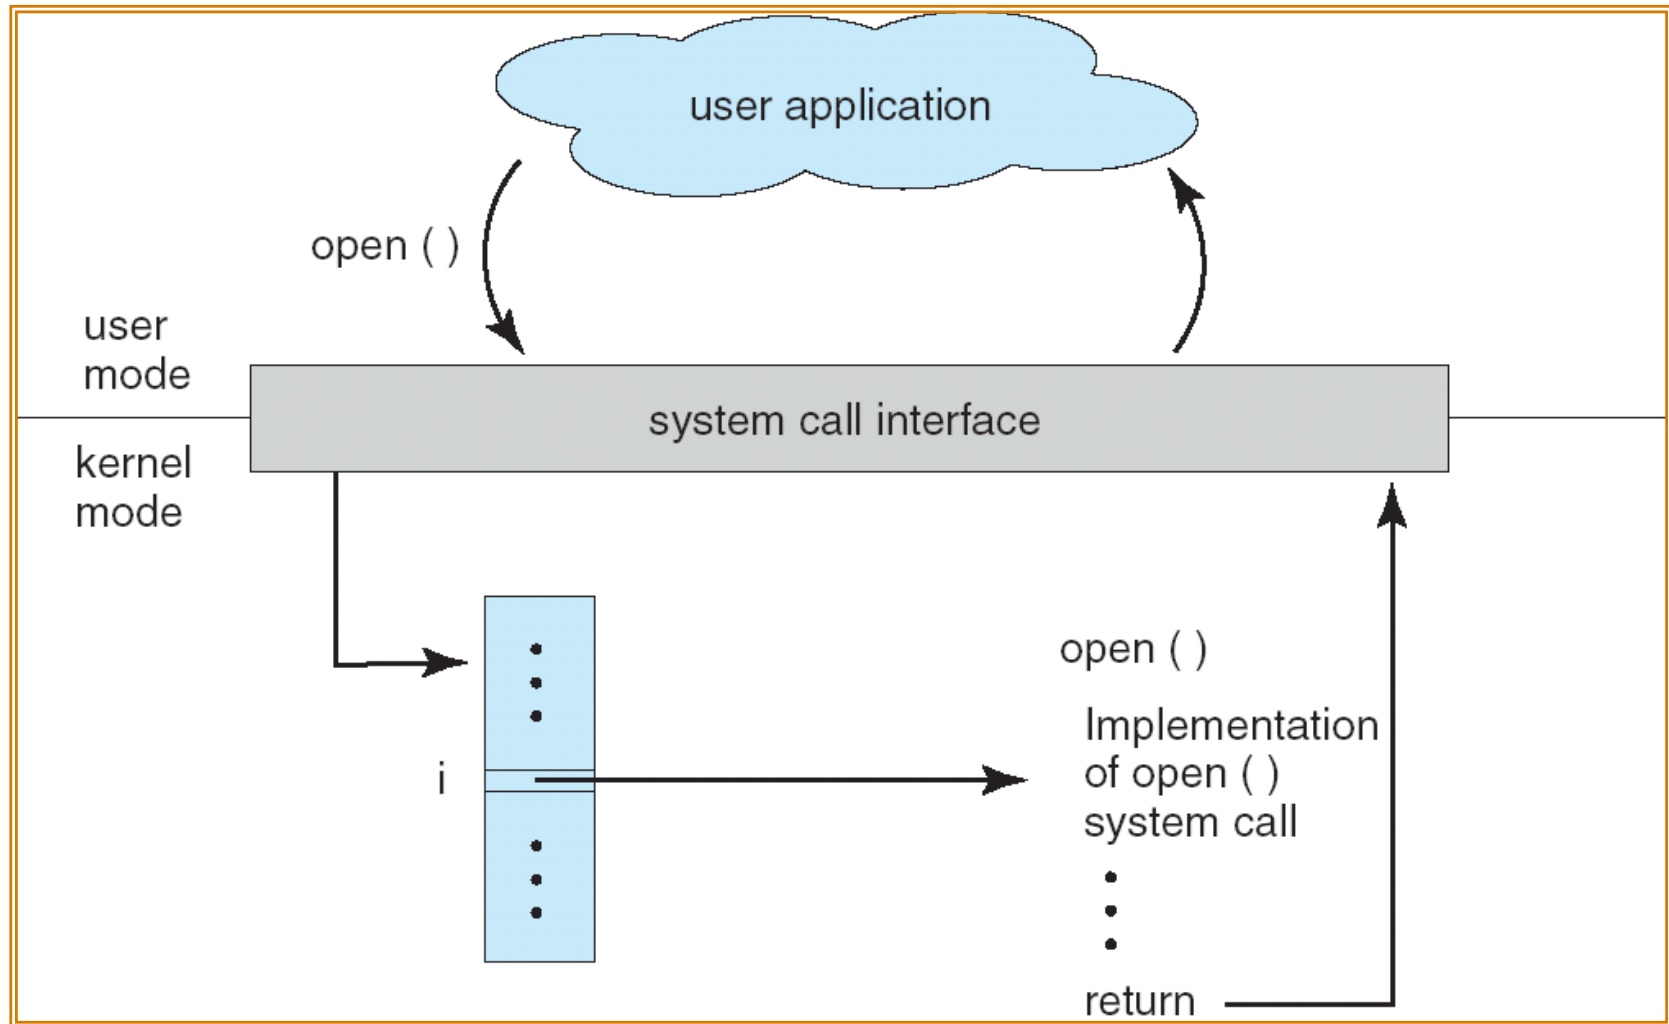 user application
open ( )
user
mode
system call interface
kernel
mode
i
open ( )
Implementation
of open ( )
system call
return